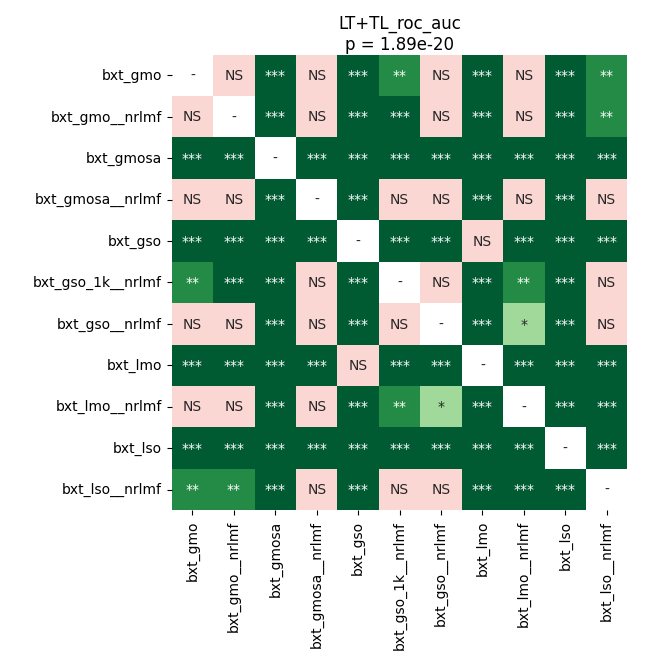 LT+TL_roc_auc
p = 1.89e-20
bxt_gmo - NS *** NS *** ** NS *** NS *** **
bxt_gmo__nrlmf NS - *** NS *** *** NS *** NS *** **
bxt_gmosa *** *** - *** *** *** *** *** *** *** ***
bxt_gmosa__nrlmf NS NS *** - *** NS NS *** NS *** NS
bxt_gso *** *** *** *** - *** *** NS *** *** ***
bxt_gso_1k__nrlmf ** *** *** NS *** - NS *** ** *** NS
bxt_gso__nrlmf NS NS *** NS *** NS - *** * *** NS
bxt_lmo *** *** *** *** NS *** *** - *** *** ***
bxt_lmo__nrlmf NS NS *** NS *** ** * *** - *** ***
bxt_lso *** *** *** *** *** *** *** *** *** - ***
bxt_lso__nrlmf ** ** *** NS *** NS NS *** *** *** -
bxt_gmo
bxt_gmo__nrlmf
bxt_gmosa
bxt_gmosa__nrlmf
bxt_gso
bxt_gso_1k__nrlmf
bxt_gso__nrlmf
bxt_lmo
bxt_lmo__nrlmf
bxt_lso
bxt_lso__nrlmf